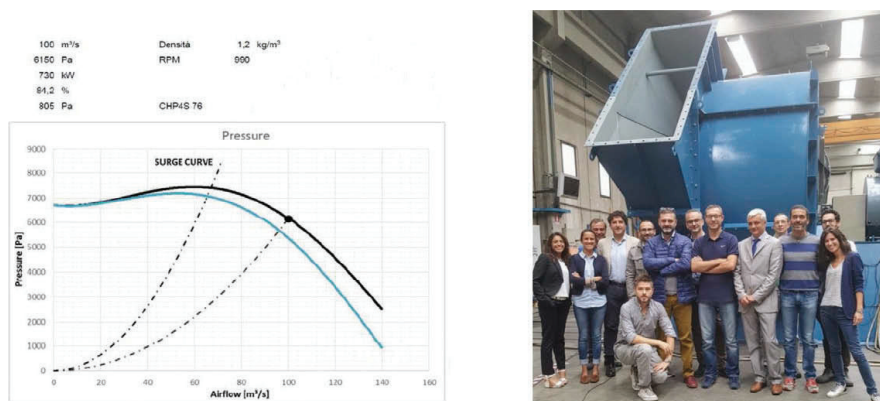 100 m³/s Densità 1,2 kg/m³
6150 Pa RPM 990
730 kW
84,2 %
805 Pa CHP4S 76
Pressure
9000
SURGE CURVE
8000
7000
6000
5000
4000
3000
2000
1000
0
Pressure [Pa]
0 20 40 60 80 100 120 140 160
Airflow [m³/s]